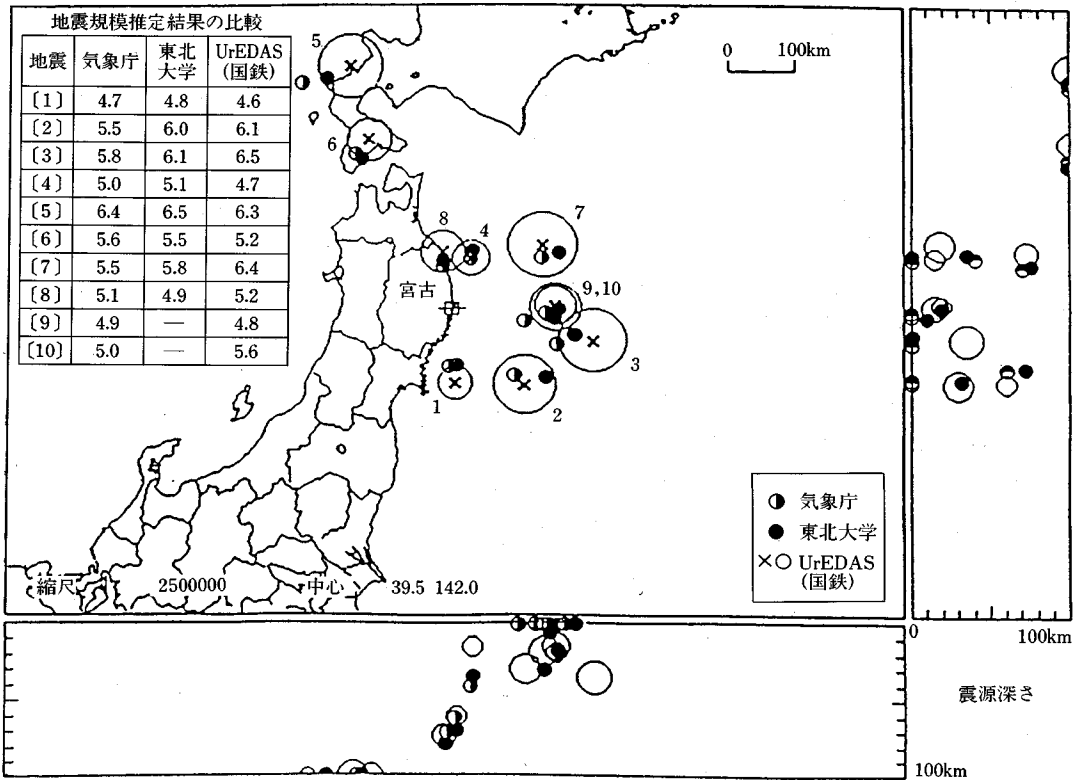 地震規模推定結果の比較
地震 気象庁 東北大学 UrEDAS(国鉄)
〔1〕 4.7 4.8 4.6
〔2〕 5.5 6.0 6.1
〔3〕 5.8 6.1 6.5
〔4〕 5.0 5.1 4.7
〔5〕 6.4 6.5 6.3
〔6〕 5.6 5.5 5.2
〔7〕 5.5 5.8 6.4
〔8〕 5.1 4.9 5.2
〔9〕 4.9 — 4.8
〔10〕 5.0 — 5.6
5
0 100km
6
7
8 4
宮古
9,10
3
1
2
気象庁
東北大学
UrEDAS
(国鉄)
縮尺 2500000 中心 39.5 142.0
0 100km
震源深さ
100km